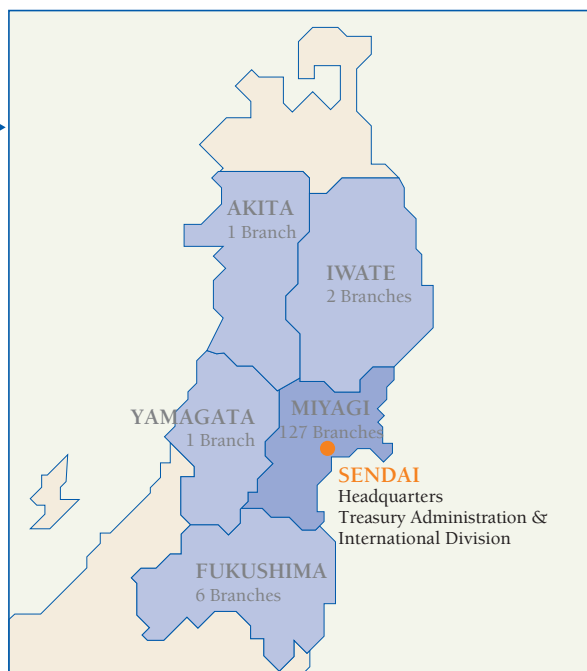 AKITA
1 Branch
IWATE
2 Branches
MIYAGI
127 Branches
YAMAGATA
1 Branch
SENDAI
Headquarters
Treasury Administration &
International Division
FUKUSHIMA
6 Branches